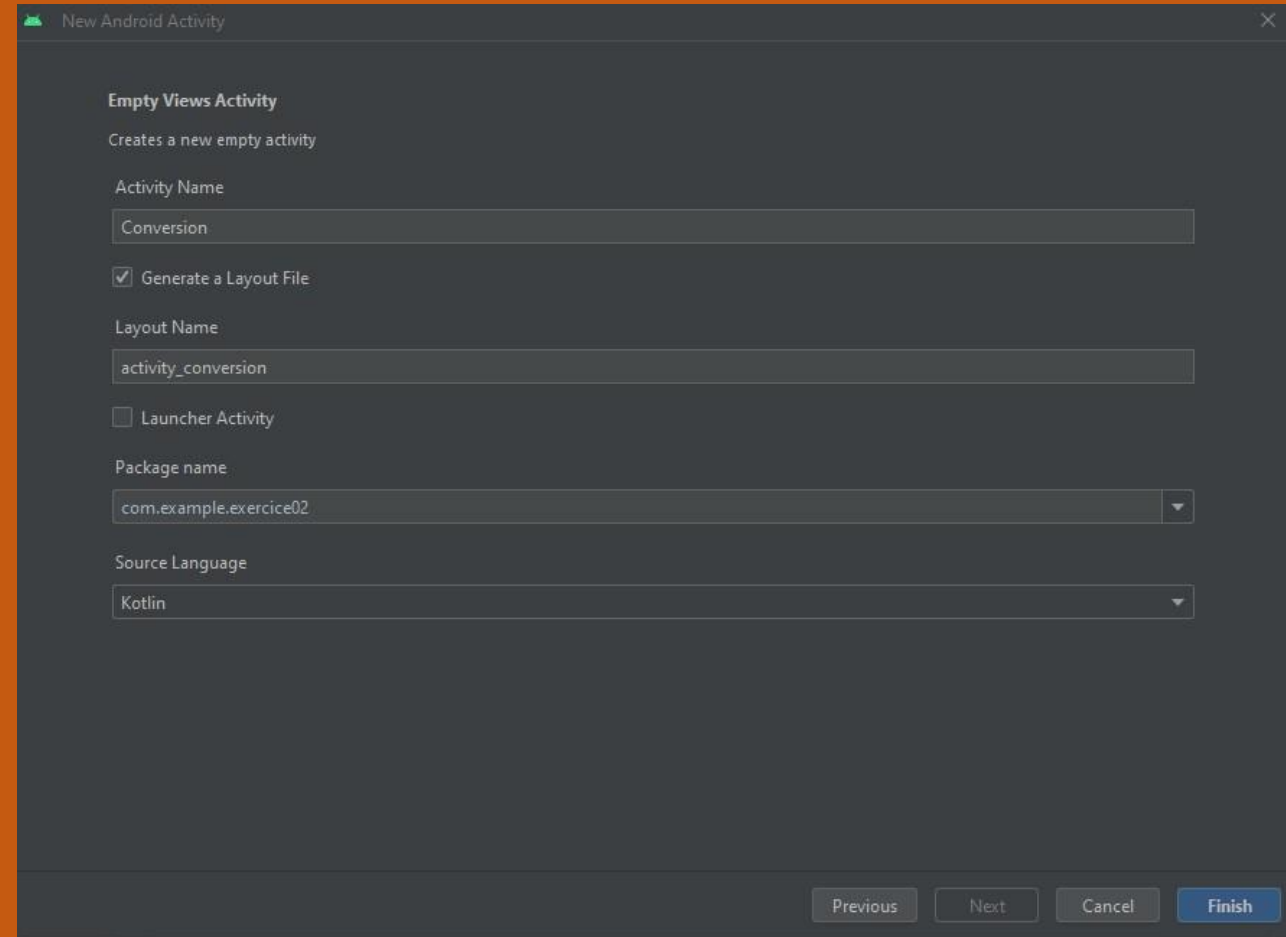 New Android Activity
Empty Views Activity
Creates a new empty activity
Activity Name
Conversion
Generate a Layout File
Layout Name
activity_conversion
Launcher Activity
Package name
com.example.exercice02
Source Language
Kotlin
Previous Next Cancel Finish